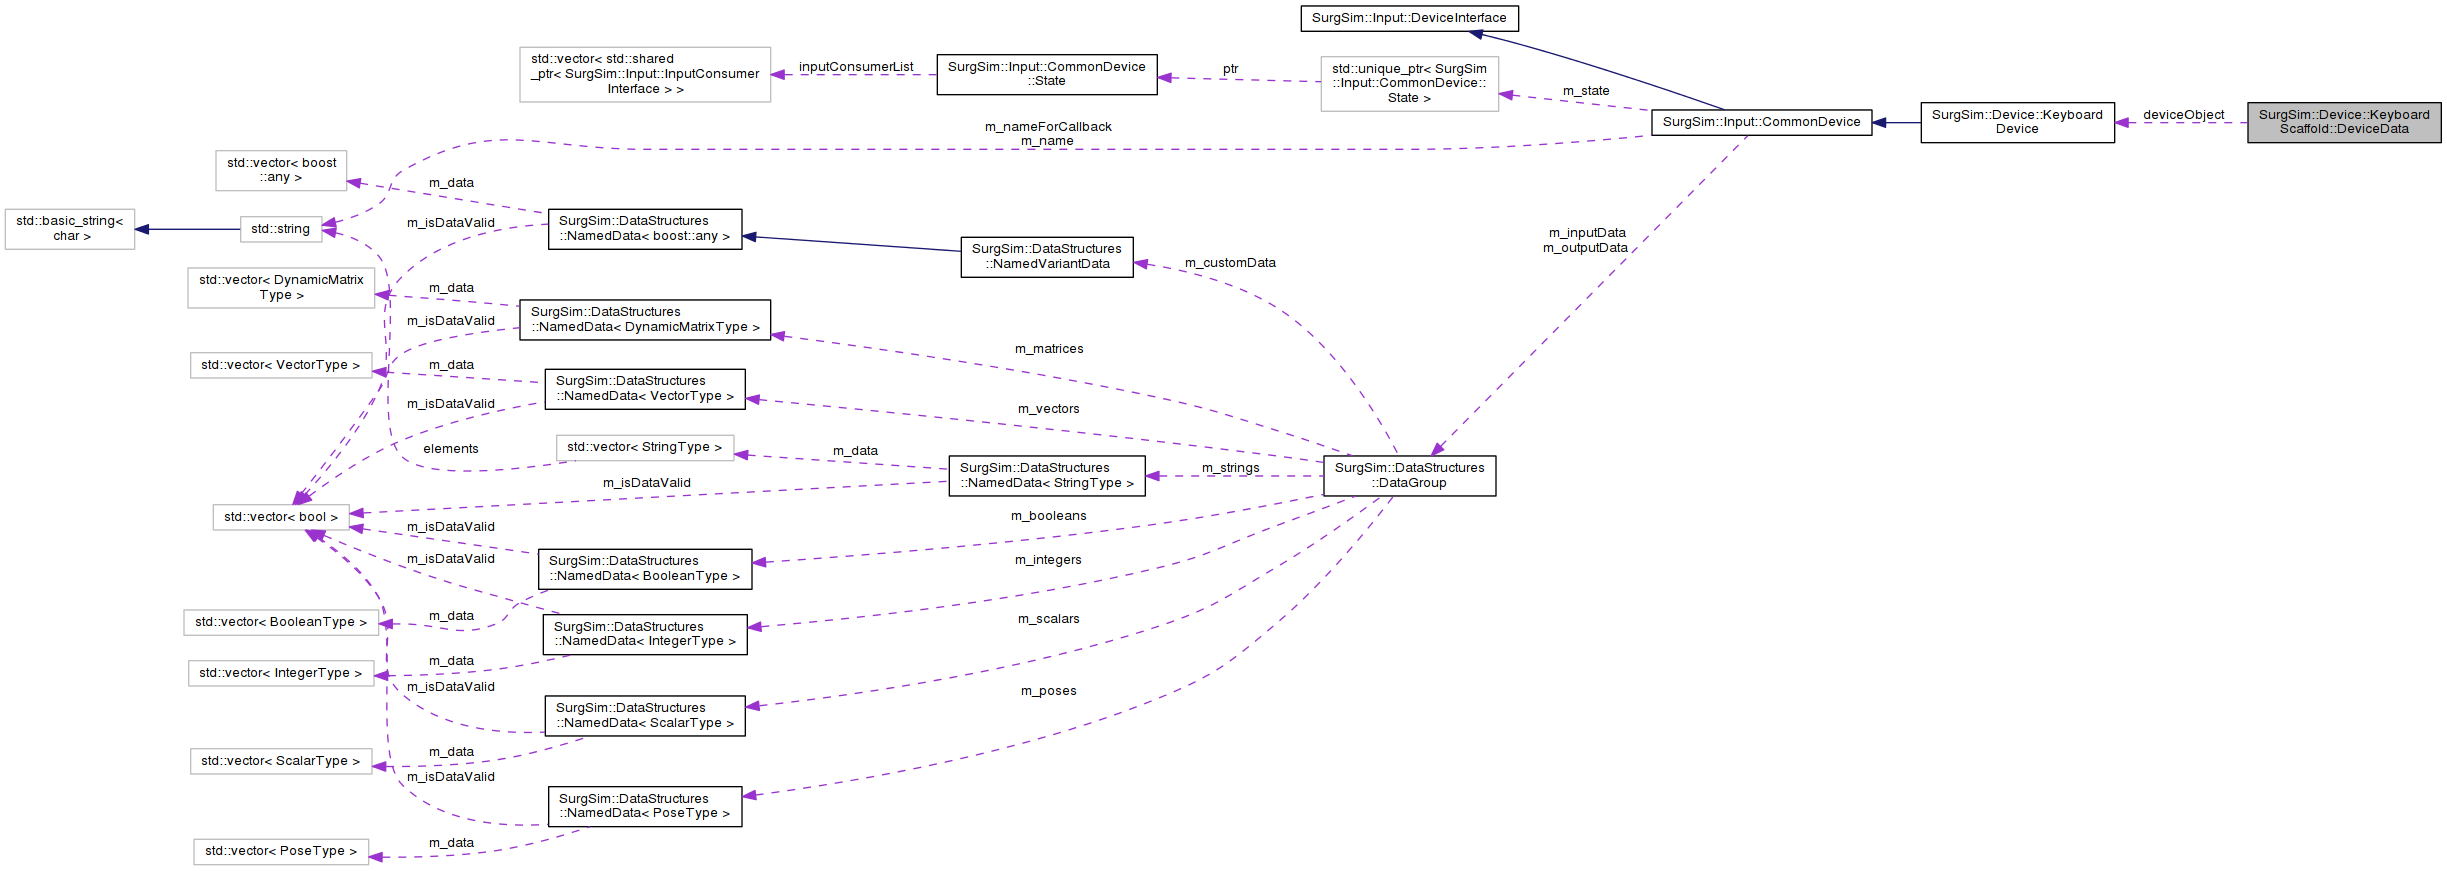 SurgSim::Input::DeviceInterface
std::vector< std::shared
_ptr< SurgSim::Input::InputConsumer
Interface > >
inputConsumerList
SurgSim::Input::CommonDevice
::State
ptr
std::unique_ptr< SurgSim
::Input::CommonDevice::
State >
m_state
SurgSim::Input::CommonDevice
SurgSim::Device::Keyboard
Device
deviceObject
SurgSim::Device::Keyboard
Scaffold::DeviceData
m_nameForCallback
m_name
std::vector< boost
::any >
m_data
std::basic_string<
char >
std::string
m_isDataValid
SurgSim::DataStructures
::NamedData< boost::any >
SurgSim::DataStructures
::NamedVariantData
m_customData
m_inputData
m_outputData
std::vector< DynamicMatrix
Type >
m_data
m_isDataValid
SurgSim::DataStructures
::NamedData< DynamicMatrixType >
m_matrices
std::vector< VectorType >
m_data
m_isDataValid
SurgSim::DataStructures
::NamedData< VectorType >
m_vectors
elements
std::vector< StringType >
m_data
SurgSim::DataStructures
::NamedData< StringType >
m_strings
SurgSim::DataStructures
::DataGroup
m_isDataValid
std::vector< bool >
m_isDataValid
m_booleans
m_isDataValid
SurgSim::DataStructures
::NamedData< BooleanType >
m_integers
std::vector< BooleanType >
m_data
SurgSim::DataStructures
::NamedData< IntegerType >
m_scalars
std::vector< IntegerType >
m_data
m_isDataValid
SurgSim::DataStructures
::NamedData< ScalarType >
m_poses
std::vector< ScalarType >
m_data
m_isDataValid
SurgSim::DataStructures
::NamedData< PoseType >
std::vector< PoseType >
m_data